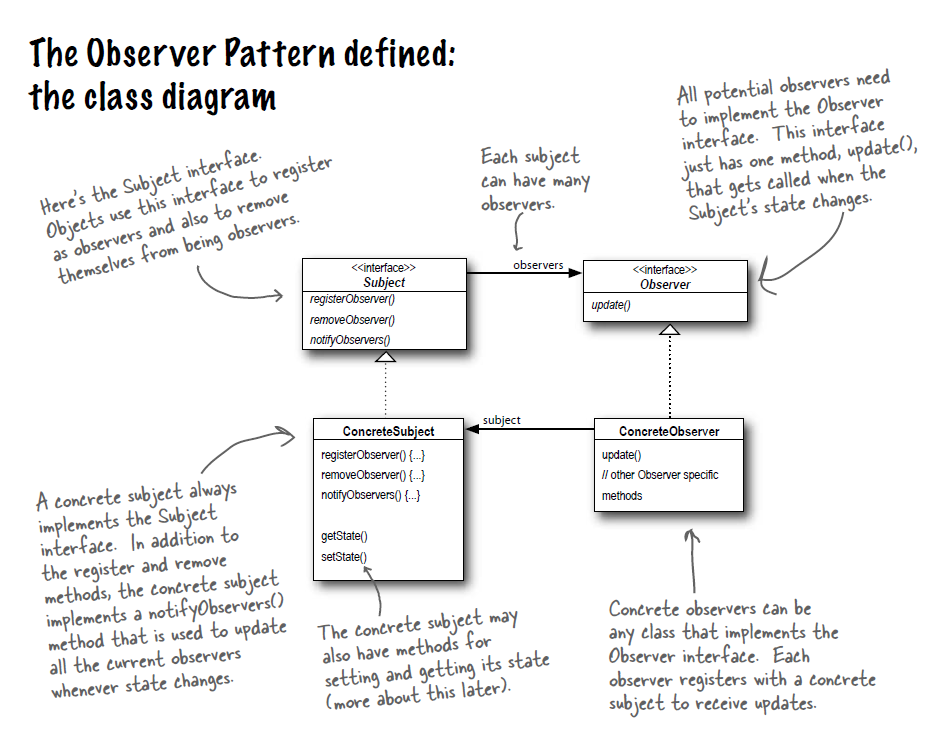 The Observer Pattern defined:
the class diagram
Here's the Subject interface.
Objects use this interface to register
as observers and also to remove
themselves from being observers.
Each subject
can have many
observers.
All potential observers need
to implement the Observer
interface. This interface
just has one method, update(),
that gets called when the
Subject's state changes.
<<interface>>
Subject
registerObserver()
removeObserver()
notifyObservers()
observers
<<interface>>
Observer
update()
ConcreteSubject
registerObserver() {...}
removeObserver() {...}
notifyObservers() {...}
getState()
setState()
subject
ConcreteObserver
update()
// other Observer specific
methods
A concrete subject always
implements the Subject
interface. In addition to
the register and remove
methods, the concrete subject
implements a notifyObservers()
method that is used to update
all the current observers
whenever state changes.
The concrete subject may
also have methods for
setting and getting its state
(more about this later).
Concrete observers can be
any class that implements the
Observer interface. Each
observer registers with a concrete
subject to receive updates.